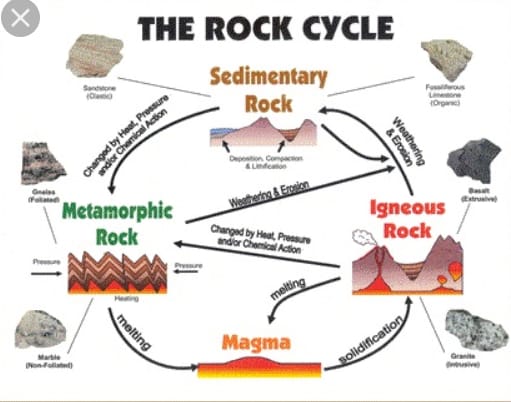 THE ROCK CYCLE
Sandstone
(Clastic)
Sedimentary
Rock
Fossiliferous
Limestone
(Organic)
Changed by Heat, Pressure
and/or Chemical Action
Deposition, Compaction
& Lithification
Weathering
& Erosion
Gneiss
(Foliated)
Metamorphic
Rock
Weathering & Erosion
Basalt
(Extrusive)
Igneous
Rock
Changed by Heat, Pressure
and/or Chemical Action
Pressure
Pressure
Heating
melting
Marble
(Non-Foliated)
melting
Magma
solidification
Granite
(Intrusive)